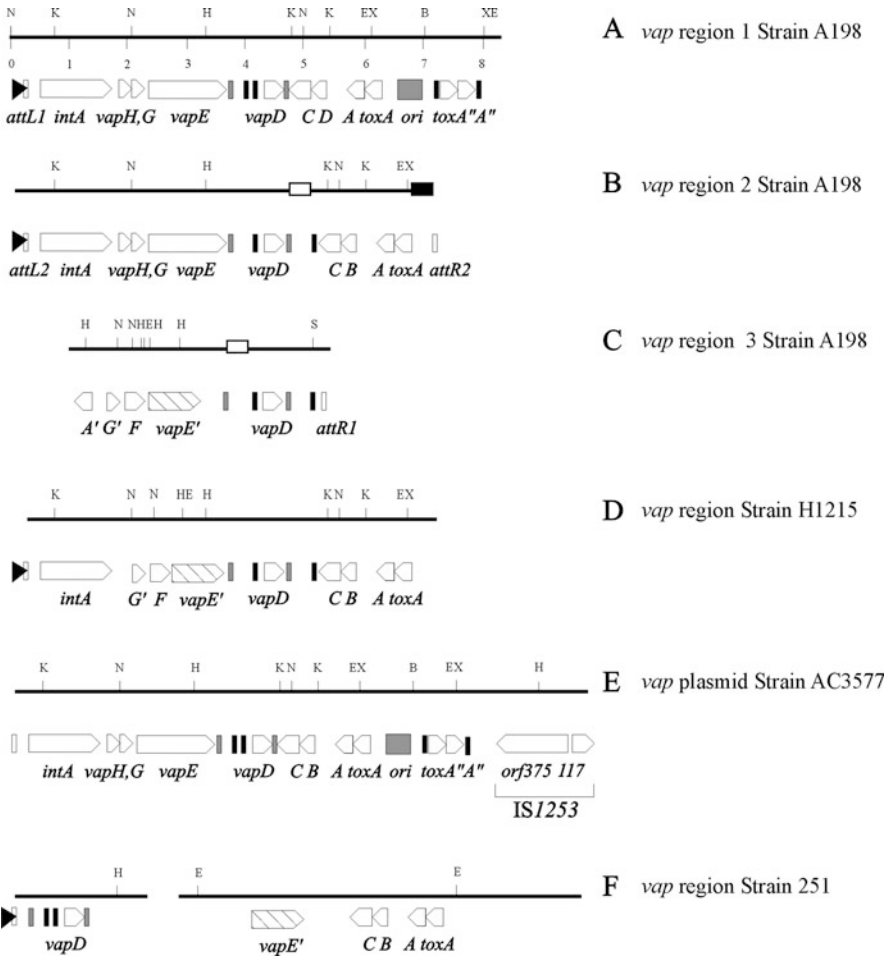 N K N H K N K EX B XE
A vap region 1 Strain A198
0 1 2 3 4 5 6 7 8
attL1 intA vapH,G vapE vapD C D A toxA ori toxA"A"
K N H K N K EX
B vap region 2 Strain A198
attL2 intA vapH,G vapE vapD C B A toxA attR2
H N NHEH H S
C vap region 3 Strain A198
A' G' F vapE' vapD attR1
K N N HE H K N K EX
D vap region Strain H1215
intA G' F vapE' vapD C B A toxA
K N H K N K EX B EX H
E vap plasmid Strain AC3577
intA vapH,G vapE vapD C B A toxA ori toxA"A" orf375 117
IS1253
H E E
F vap region Strain 251
vapD vapE' C B A toxA